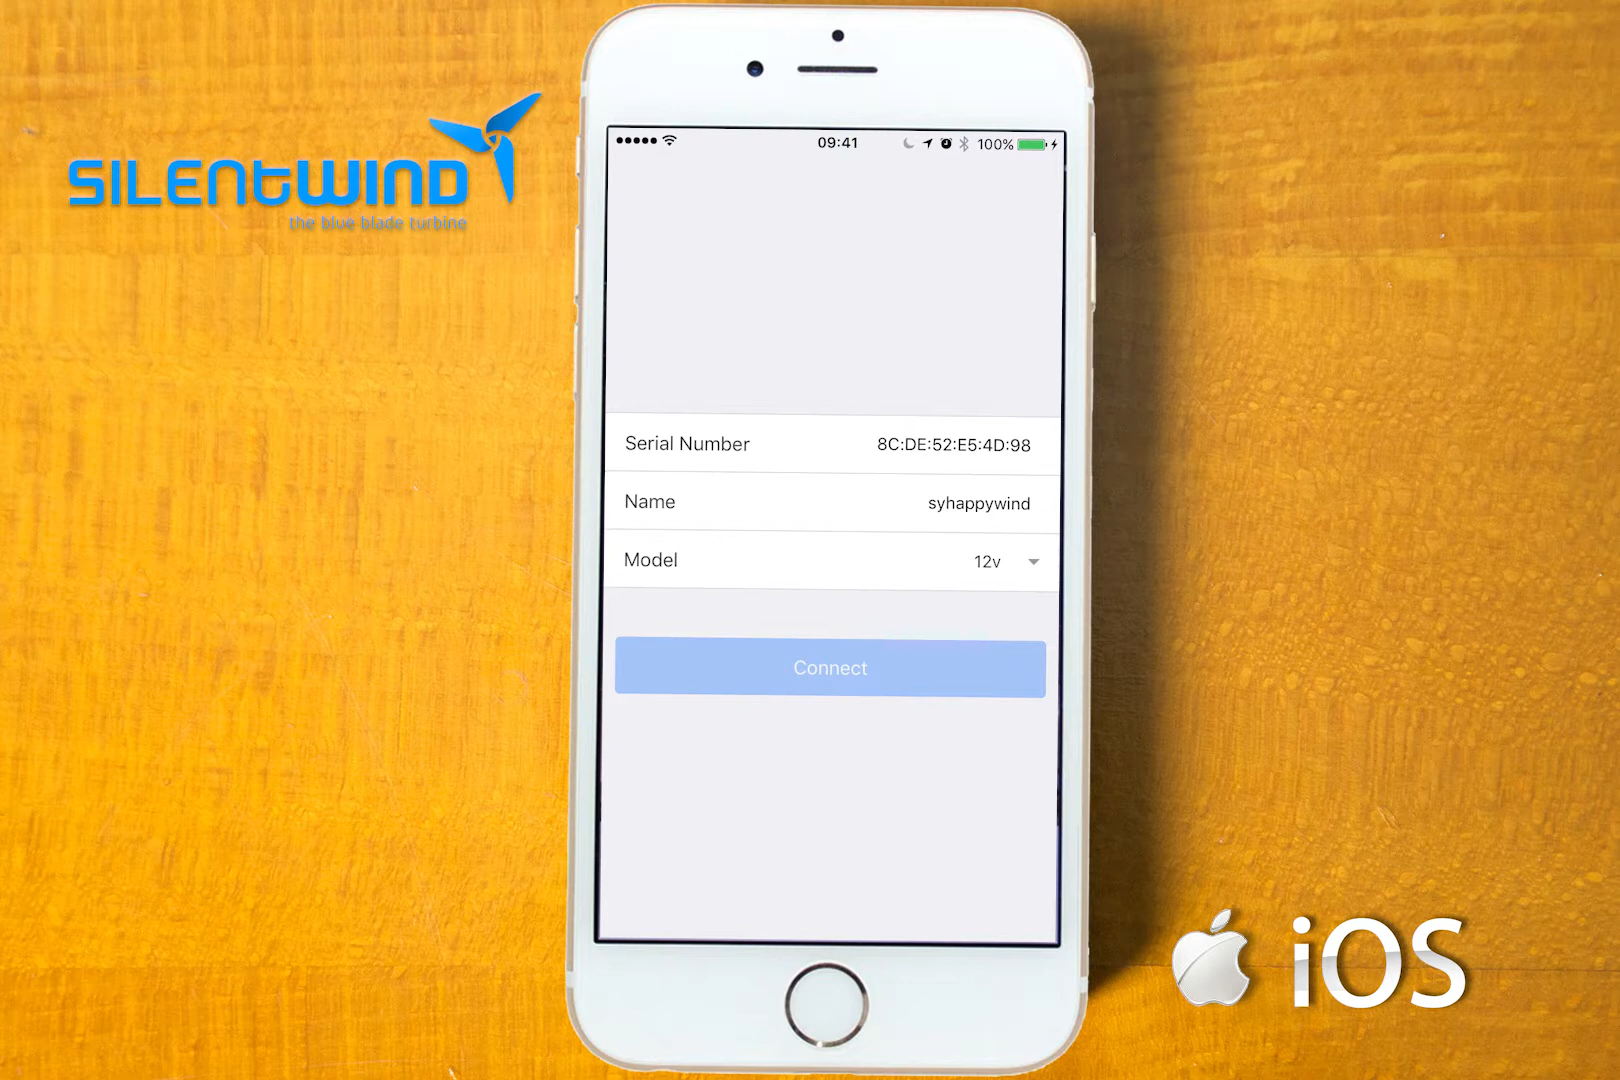 SILENTWIND
the blue blade turbine
09:41
100%
Serial Number 8C:DE:52:E5:4D:98
Name syhappywind
Model 12v
Connect
iOS